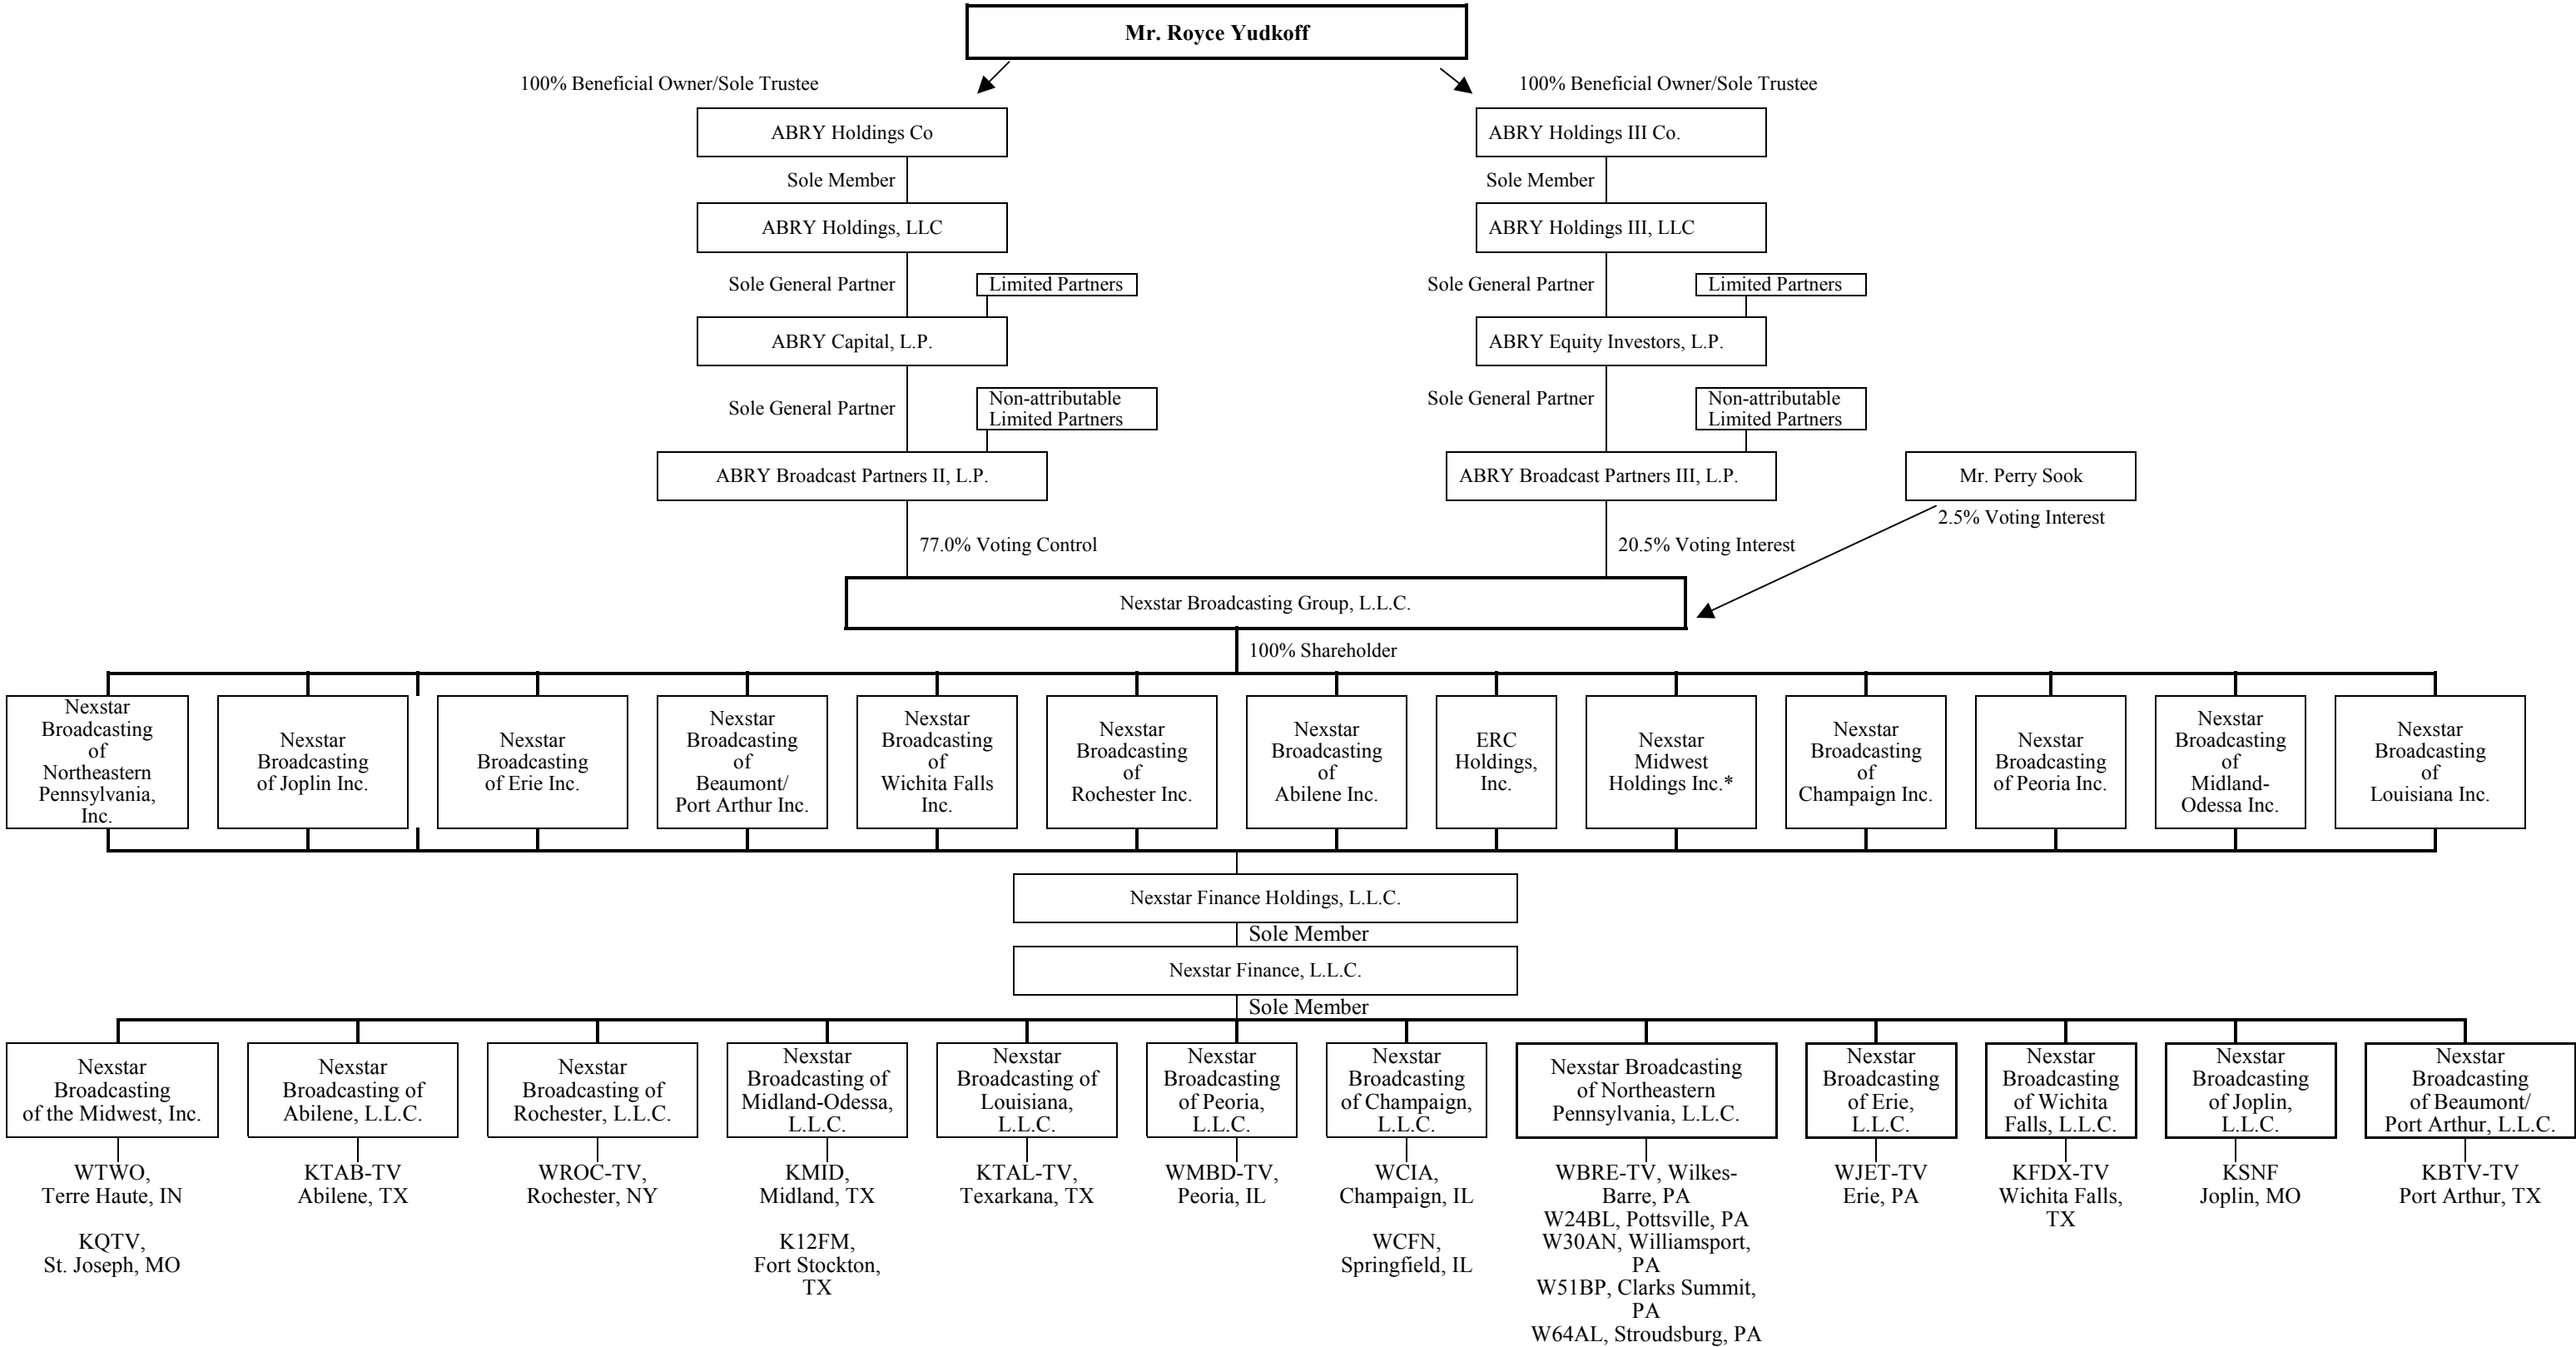 Mr. Royce Yudkoff
100% Beneficial Owner/Sole Trustee
100% Beneficial Owner/Sole Trustee
ABRY Holdings Co
ABRY Holdings III Co.
Sole Member
Sole Member
ABRY Holdings, LLC
ABRY Holdings III, LLC
Sole General Partner
Limited Partners
Sole General Partner
Limited Partners
ABRY Capital, L.P.
ABRY Equity Investors, L.P.
Sole General Partner
Non-attributable
Limited Partners
Sole General Partner
Non-attributable
Limited Partners
ABRY Broadcast Partners II, L.P.
ABRY Broadcast Partners III, L.P.
Mr. Perry Sook
2.5% Voting Interest
77.0% Voting Control
20.5% Voting Interest
Nexstar Broadcasting Group, L.L.C.
100% Shareholder
Nexstar
Broadcasting
of
Northeastern
Pennsylvania,
Inc.
Nexstar
Broadcasting
of Joplin Inc.
Nexstar
Broadcasting
of Erie Inc.
Nexstar
Broadcasting
of
Beaumont/
Port Arthur Inc.
Nexstar
Broadcasting
of
Wichita Falls
Inc.
Nexstar
Broadcasting
of
Rochester Inc.
Nexstar
Broadcasting
of
Abilene Inc.
ERC
Holdings,
Inc.
Nexstar
Midwest
Holdings Inc.*
Nexstar
Broadcasting
of
Champaign Inc.
Nexstar
Broadcasting
of Peoria Inc.
Nexstar
Broadcasting
of
Midland-
Odessa Inc.
Nexstar
Broadcasting
of
Louisiana Inc.
Nexstar Finance Holdings, L.L.C.
Sole Member
Nexstar Finance, L.L.C.
Sole Member
Nexstar
Broadcasting
of the Midwest, Inc.
Nexstar
Broadcasting of
Abilene, L.L.C.
Nexstar
Broadcasting of
Rochester, L.L.C.
Nexstar
Broadcasting of
Midland-Odessa,
L.L.C.
Nexstar
Broadcasting of
Louisiana,
L.L.C.
Nexstar
Broadcasting
of Peoria,
L.L.C.
Nexstar
Broadcasting
of Champaign,
L.L.C.
Nexstar Broadcasting
of Northeastern
Pennsylvania, L.L.C.
Nexstar
Broadcasting
of Erie,
L.L.C.
Nexstar
Broadcasting
of Wichita
Falls, L.L.C.
Nexstar
Broadcasting
of Joplin,
L.L.C.
Nexstar
Broadcasting
of Beaumont/
Port Arthur, L.L.C.
WTWO,
Terre Haute, IN
KQTV,
St. Joseph, MO
KTAB-TV
Abilene, TX
WROC-TV,
Rochester, NY
KMID,
Midland, TX
K12FM,
Fort Stockton,
TX
KTAL-TV,
Texarkana, TX
WMBD-TV,
Peoria, IL
WCIA,
Champaign, IL
WCFN,
Springfield, IL
WBRE-TV, Wilkes-
Barre, PA
W24BL, Pottsville, PA
W30AN, Williamsport,
PA
W51BP, Clarks Summit,
PA
W64AL, Stroudsburg, PA
WJET-TV
Erie, PA
KFDX-TV
Wichita Falls,
TX
KSNF
Joplin, MO
KBTV-TV
Port Arthur, TX